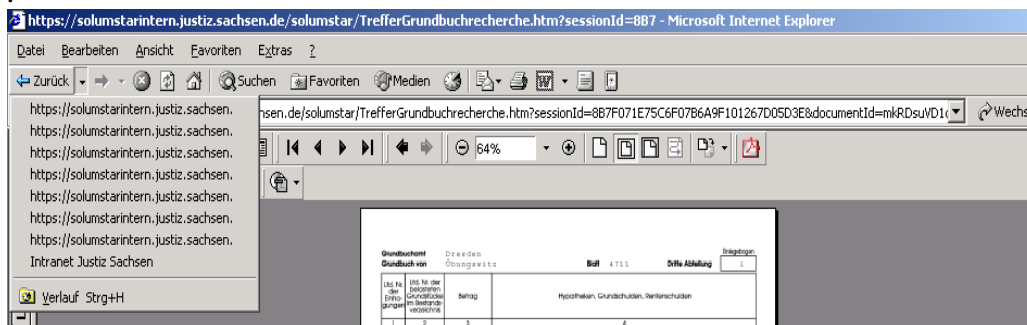 https://solumstarintern.justiz.sachsen.de/solumstar/TrefferGrundbuchrecherche.htm?sessionId=8B7 - Microsoft Internet Explorer
Datei Bearbeiten Ansicht Favoriten Extras ?
Zurück Suchen Favoriten Medien
https://solumstarintern.justiz.sachsen.
hsen.de/solumstar/TrefferGrundbuchrecherche.htm?sessionId=8B7F071E75C6F07B6A9F101267D05D3E&documentId=mkRDsuVD1 Wechs
https://solumstarintern.justiz.sachsen.
https://solumstarintern.justiz.sachsen.
64%
https://solumstarintern.justiz.sachsen.
https://solumstarintern.justiz.sachsen.
https://solumstarintern.justiz.sachsen.
https://solumstarintern.justiz.sachsen.
Intranet Justiz Sachsen
Verlauf Strg+H
Grundbuchamt Dresden Einlegebogen
Grundbuch von Übungswitz Blatt 4711 Dritte Abteilung 1
Lfd. Nr. der Eintragungen
Lfd. Nr. der belasteten Grundstücke im Bestandsverzeichnis
Betrag
Hypotheken, Grundschulden, Rentenschulden
1 2 3 4